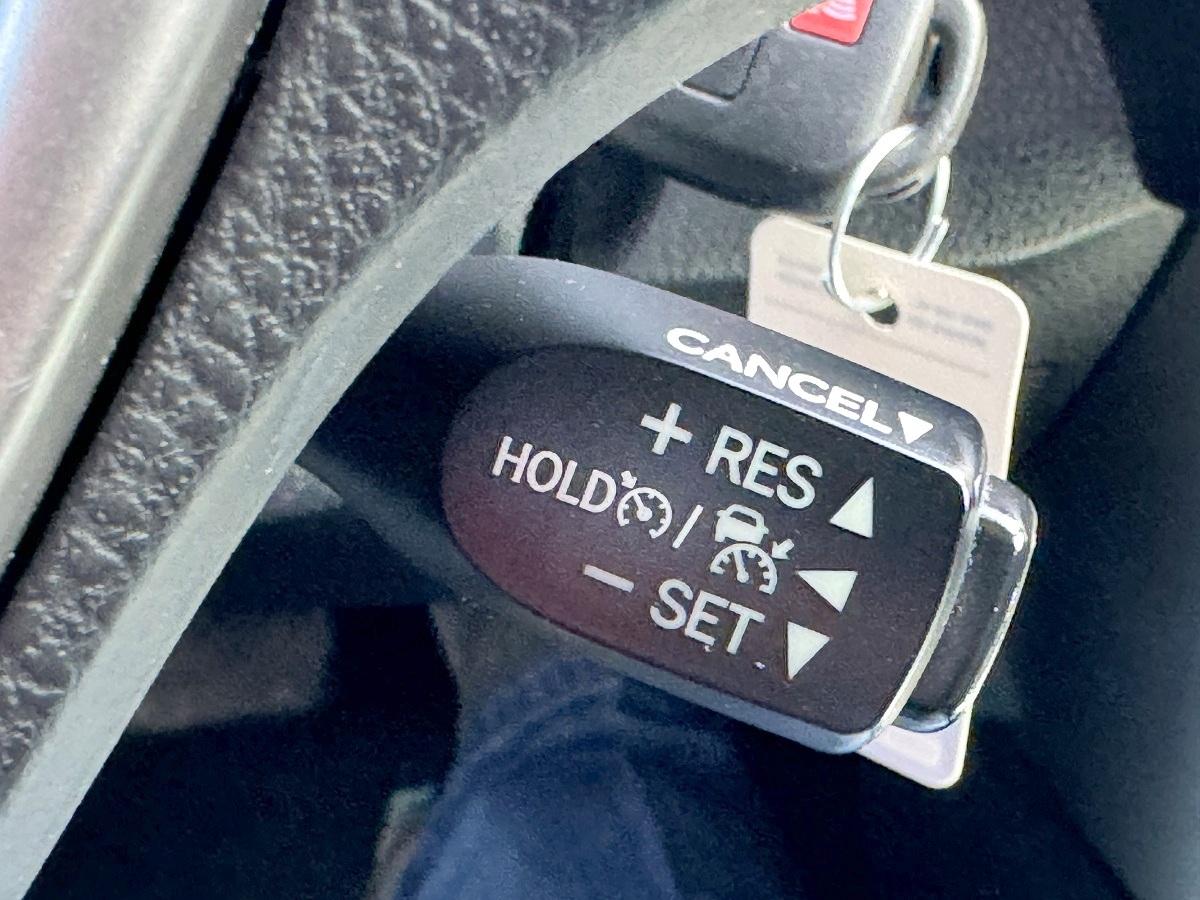 CANCEL▼
+ RES ▲
HOLD / ◀
− SET ▼